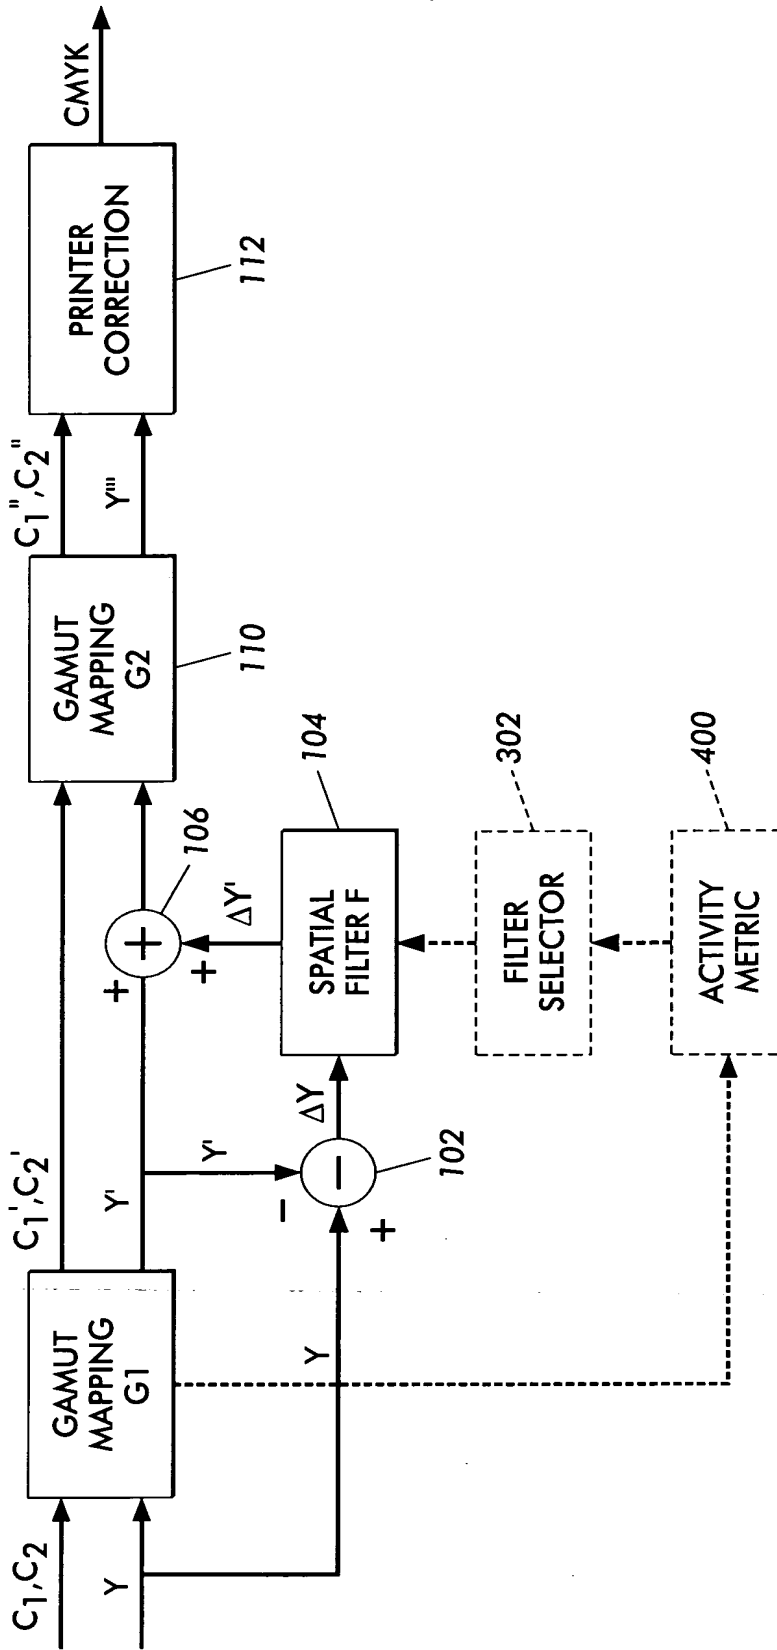 C1,C2
Y
GAMUT
MAPPING
G1
C1',C2'
Y'
Y
Y'
-
+
−
102
ΔY
SPATIAL
FILTER F
104
ΔY'
+
+
+
106
GAMUT
MAPPING
G2
110
C1",C2"
Y'''
PRINTER
CORRECTION
112
CMYK
FILTER
SELECTOR
302
ACTIVITY
METRIC
400